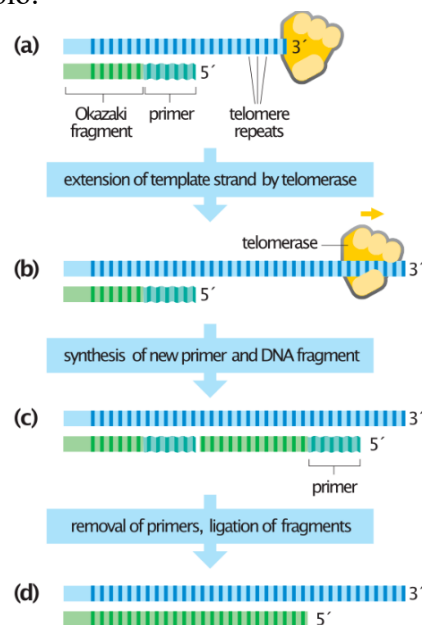 (a)
3´
5´
Okazaki
fragment
primer
telomere
repeats
extension of template strand by telomerase
telomerase
(b)
3´
5´
synthesis of new primer and DNA fragment
(c)
3´
5´
primer
removal of primers, ligation of fragments
(d)
3´
5´